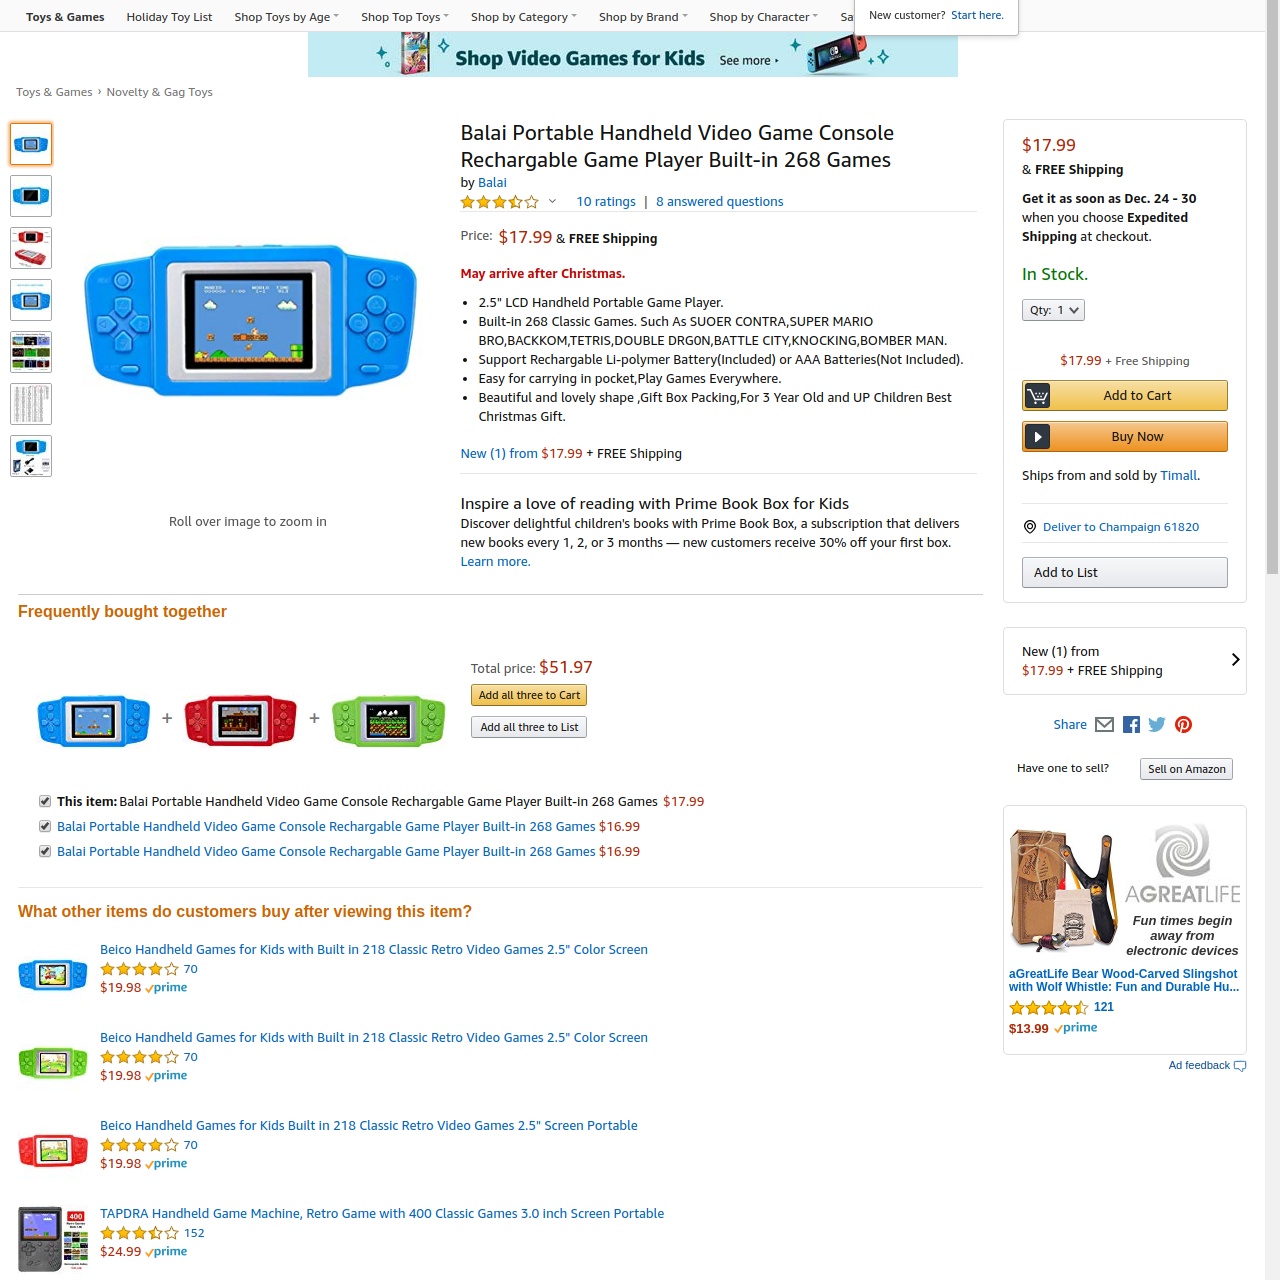 Toys & Games Holiday Toy List Shop Toys by Age Shop Top Toys Shop by Category Shop by Brand Shop by Character Sa
New customer? Start here.
Shop Video Games for Kids See more
Toys & Games › Novelty & Gag Toys
Balai Portable Handheld Video Game Console
Rechargable Game Player Built-in 268 Games
by Balai
10 ratings | 8 answered questions
Price: $17.99 & FREE Shipping
May arrive after Christmas.
• 2.5" LCD Handheld Portable Game Player.
• Built-in 268 Classic Games. Such As SUOER CONTRA,SUPER MARIO
BRO,BACKKOM,TETRIS,DOUBLE DRG0N,BATTLE CITY,KNOCKING,BOMBER MAN.
• Support Rechargable Li-polymer Battery(Included) or AAA Batteries(Not Included).
• Easy for carrying in pocket,Play Games Everywhere.
• Beautiful and lovely shape ,Gift Box Packing,For 3 Year Old and UP Children Best
Christmas Gift.
New (1) from $17.99 + FREE Shipping
Inspire a love of reading with Prime Book Box for Kids
Discover delightful children's books with Prime Book Box, a subscription that delivers
new books every 1, 2, or 3 months — new customers receive 30% off your first box.
Learn more.
MARIO WORLD TIME
Roll over image to zoom in
$17.99
& FREE Shipping
Get it as soon as Dec. 24 - 30
when you choose Expedited
Shipping at checkout.
In Stock.
Qty: 1
$17.99 + Free Shipping
Add to Cart
Buy Now
Ships from and sold by Timall.
Deliver to Champaign 61820
Add to List
New (1) from
$17.99 + FREE Shipping
Share
Have one to sell? Sell on Amazon
Frequently bought together
+ +
Total price: $51.97
Add all three to Cart
Add all three to List
This item: Balai Portable Handheld Video Game Console Rechargable Game Player Built-in 268 Games $17.99
Balai Portable Handheld Video Game Console Rechargable Game Player Built-in 268 Games $16.99
Balai Portable Handheld Video Game Console Rechargable Game Player Built-in 268 Games $16.99
What other items do customers buy after viewing this item?
Beico Handheld Games for Kids with Built in 218 Classic Retro Video Games 2.5" Color Screen
70
$19.98 prime
Beico Handheld Games for Kids with Built in 218 Classic Retro Video Games 2.5" Color Screen
70
$19.98 prime
Beico Handheld Games for Kids Built in 218 Classic Retro Video Games 2.5" Screen Portable
70
$19.98 prime
400
TAPDRA Handheld Game Machine, Retro Game with 400 Classic Games 3.0 inch Screen Portable
152
$24.99 prime
AGREATLIFE
Fun times begin
away from
electronic devices
aGreatLife Bear Wood-Carved Slingshot
with Wolf Whistle: Fun and Durable Hu...
121
$13.99 prime
Ad feedback